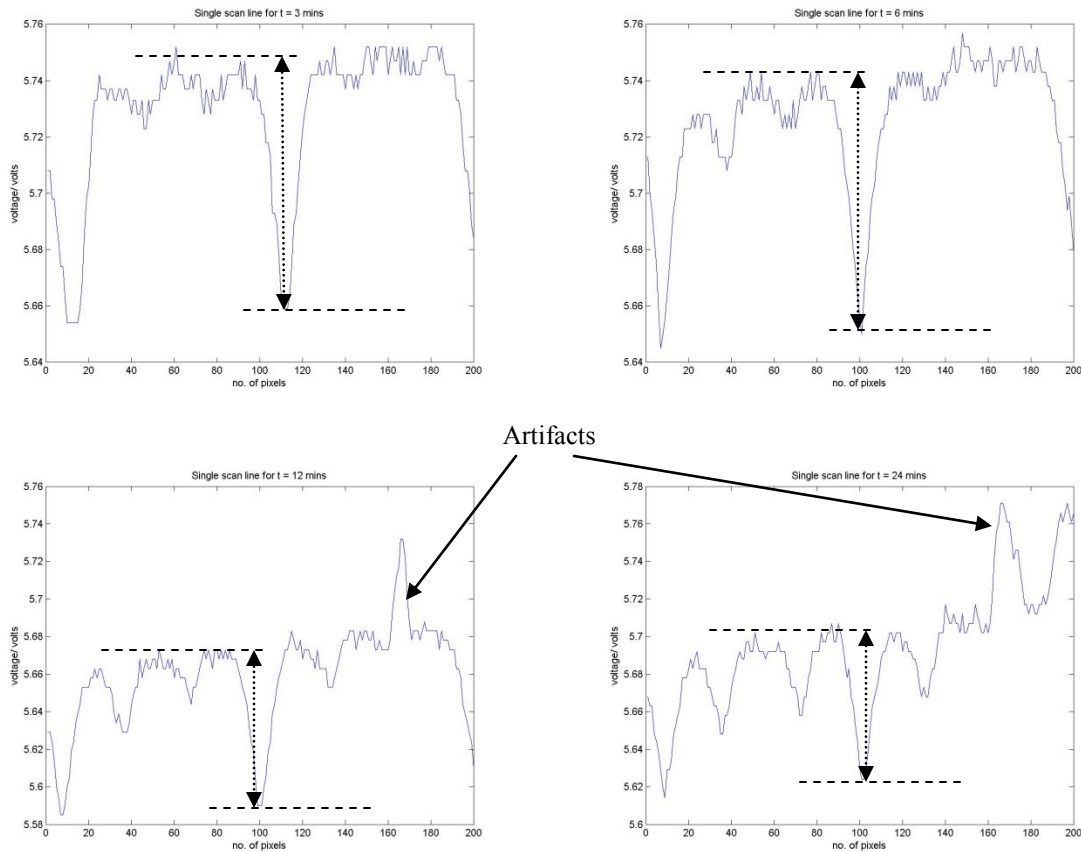 Single scan line for t = 3 mins
5.76
5.74
5.72
5.7
5.68
5.66
5.64
voltage/ volts
0 20 40 60 80 100 120 140 160 180 200
no. of pixels
Single scan line for t = 6 mins
5.76
5.74
5.72
5.7
5.68
5.66
5.64
voltage/ volts
0 20 40 60 80 100 120 140 160 180 200
no. of pixels
Artifacts
Single scan line for t = 12 mins
5.76
5.74
5.72
5.7
5.68
5.66
5.64
5.62
5.6
5.58
voltage/ volts
0 20 40 60 80 100 120 140 160 180 200
no. of pixels
Single scan line for t = 24 mins
5.78
5.76
5.74
5.72
5.7
5.68
5.66
5.64
5.62
5.6
voltage/ volts
0 20 40 60 80 100 120 140 160 180 200
no. of pixels